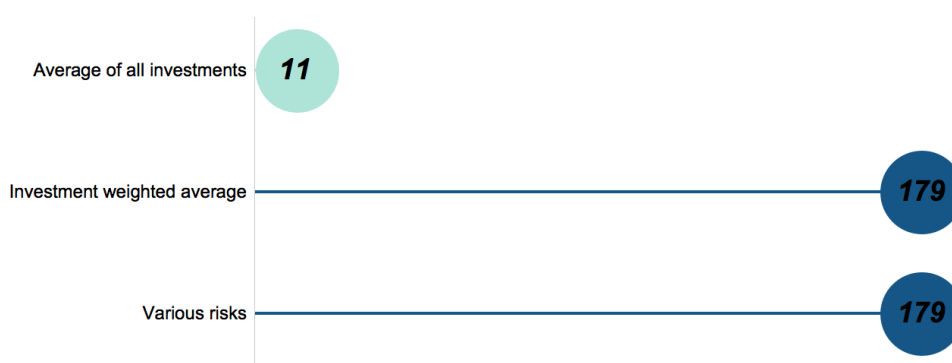 Average of all investments 11
Investment weighted average 179
Various risks 179